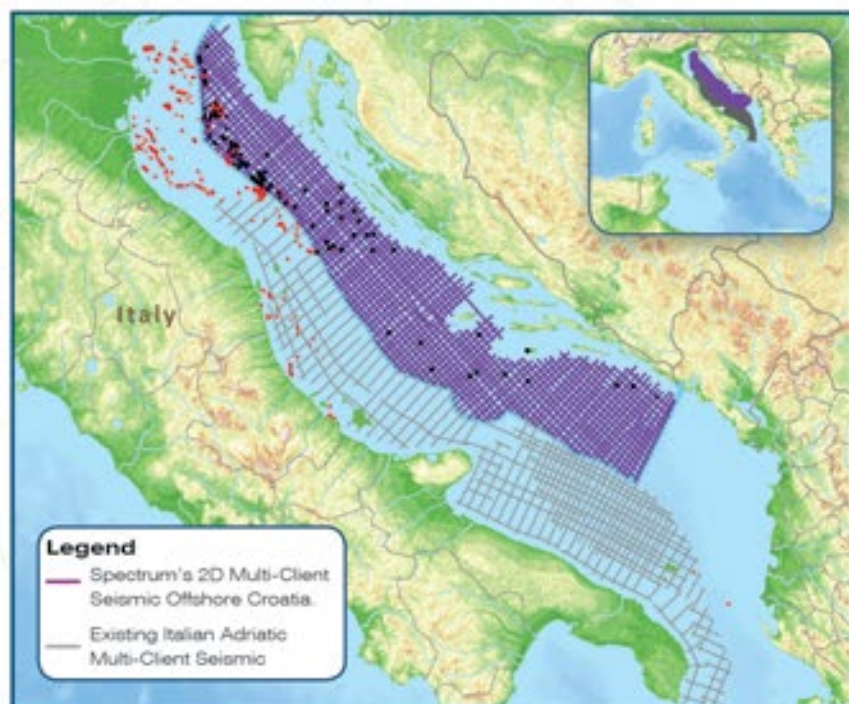 Italy
Legend
Spectrum's 2D Multi-Client
Seismic Offshore Croatia.
Existing Italian Adriatic
Multi-Client Seismic